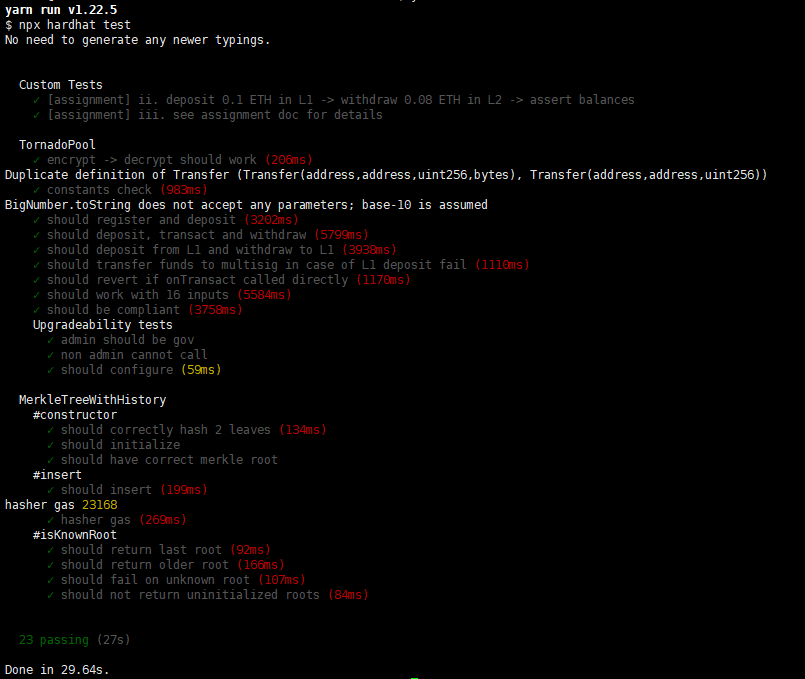 yarn run v1.22.5
$ npx hardhat test
No need to generate any newer typings.
Custom Tests
✓ [assignment] ii. deposit 0.1 ETH in L1 -> withdraw 0.08 ETH in L2 -> assert balances
✓ [assignment] iii. see assignment doc for details
TornadoPool
✓ encrypt -> decrypt should work (206ms)
Duplicate definition of Transfer (Transfer(address,address,uint256,bytes), Transfer(address,address,uint256))
✓ constants check (983ms)
BigNumber.toString does not accept any parameters; base-10 is assumed
✓ should register and deposit (3202ms)
✓ should deposit, transact and withdraw (5799ms)
✓ should deposit from L1 and withdraw to L1 (3938ms)
✓ should transfer funds to multisig in case of L1 deposit fail (1110ms)
✓ should revert if onTransact called directly (1170ms)
✓ should work with 16 inputs (5584ms)
✓ should be compliant (3758ms)
Upgradeability tests
✓ admin should be gov
✓ non admin cannot call
✓ should configure (59ms)
MerkleTreeWithHistory
#constructor
✓ should correctly hash 2 leaves (134ms)
✓ should initialize
✓ should have correct merkle root
#insert
✓ should insert (199ms)
hasher gas 23168
✓ hasher gas (269ms)
#isKnownRoot
✓ should return last root (92ms)
✓ should return older root (166ms)
✓ should fail on unknown root (107ms)
✓ should not return uninitialized roots (84ms)
23 passing (27s)
Done in 29.64s.